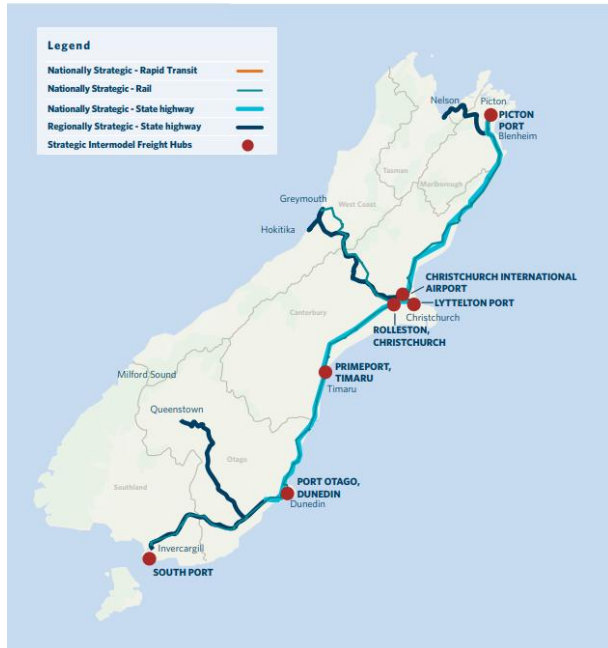 Legend
Nationally Strategic - Rapid Transit
Nationally Strategic - Rail
Nationally Strategic - State highway
Regionally Strategic - State highway
Strategic Intermodel Freight Hubs
Nelson
Picton
PICTON
PORT
Blenheim
Tasman
Marlborough
Greymouth
West Coast
Hokitika
CHRISTCHURCH INTERNATIONAL
AIRPORT
LYTTELTON PORT
Christchurch
ROLLESTON,
CHRISTCHURCH
Canterbury
PRIMEPORT,
TIMARU
Timaru
Milford Sound
Queenstown
Otago
Southland
PORT OTAGO,
DUNEDIN
Dunedin
Invercargill
SOUTH PORT